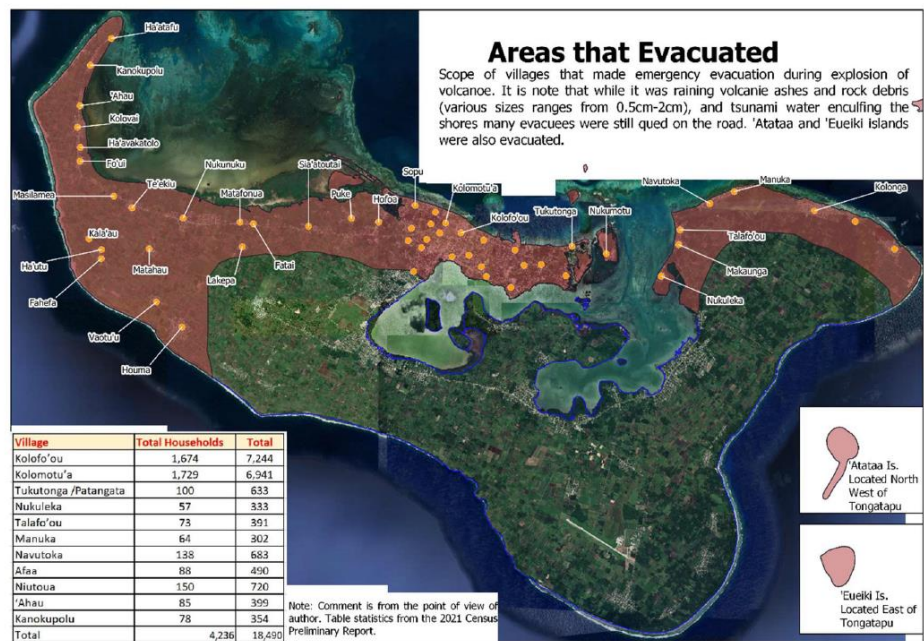 Areas that Evacuated
Scope of villages that made emergency evacuation during explosion of
volcanoe. It is note that while it was raining volcanie ashes and rock debris
(various sizes ranges from 0.5cm-2cm), and tsunami water enculfing the
shores many evacuees were still qued on the road. 'Atataa and 'Eueiki islands
were also evacuated.
Ha'atafu
Kanokupolu
'Ahau
Kolovai
Ha'avakatolo
Fo'ui
Masilamea
Te'ekiu
Nukunuku
Matafonua
Sia'atoutai
Puke
Hofoa
Sopu
Kolomotu'a
Kolofo'ou
Tukutonga
Nukumotu
Navutoka
Manuka
Kolonga
Talafo'ou
Makaunga
Nukuleka
Kala'au
Ha'utu
Fahefa
Matahau
Lakepa
Fatai
Vaotu'u
Houma
Village Total Households Total
Kolofo'ou 1,674 7,244
Kolomotu'a 1,729 6,941
Tukutonga /Patangata 100 633
Nukuleka 57 333
Talafo'ou 73 391
Manuka 64 302
Navutoka 138 683
Afaa 88 490
Niutoua 150 720
'Ahau 85 399
Kanokupolu 78 354
Total 4,236 18,490
Note: Comment is from the point of view of
author. Table statistics from the 2021 Census
Preliminary Report.
'Atataa Is.
Located North
West of
Tongatapu
'Eueiki Is.
Located East of
Tongatapu